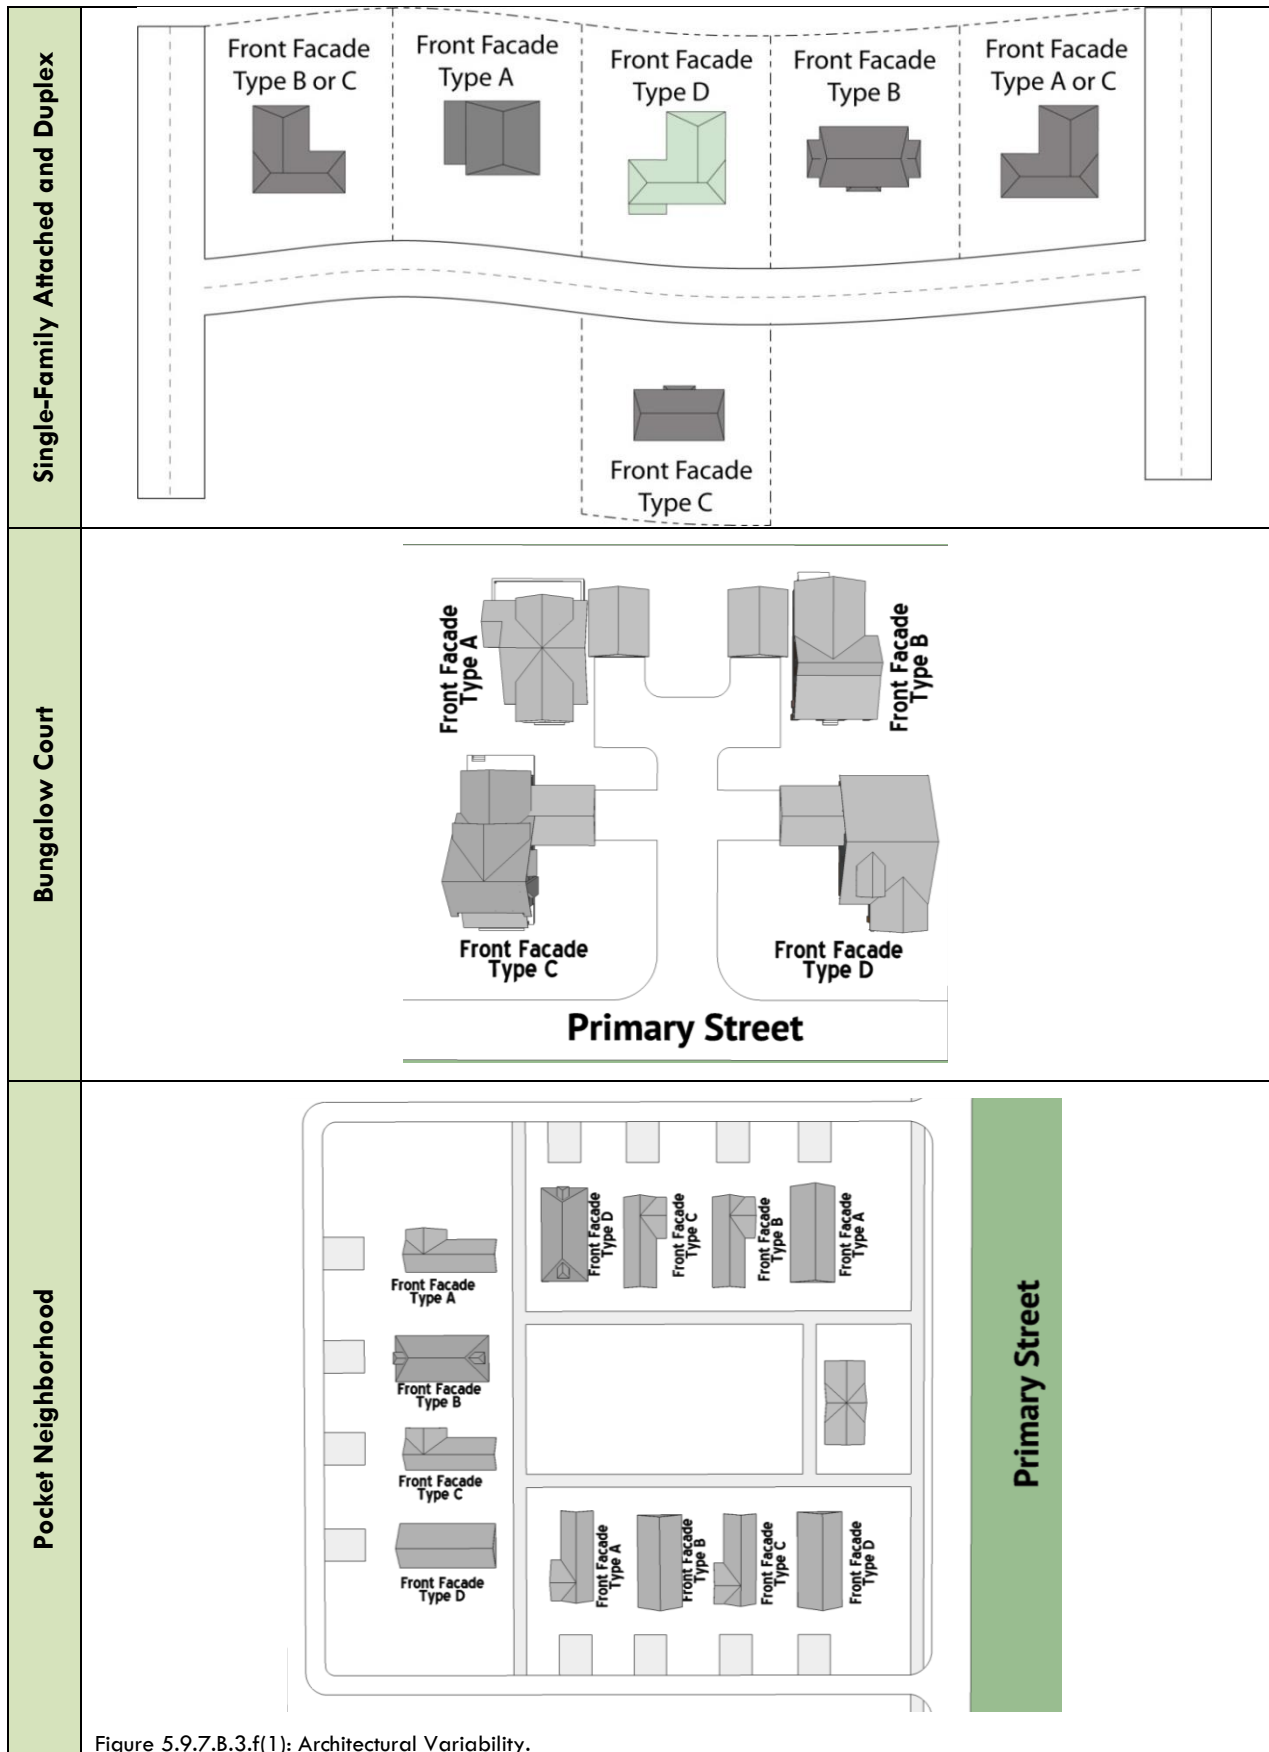 Single-Family Attached and Duplex
Front Facade
Type B or C
Front Facade
Type A
Front Facade
Type D
Front Facade
Type B
Front Facade
Type A or C
Front Facade
Type C
Bungalow Court
Front Facade
Type A
Front Facade
Type B
Front Facade
Type C
Front Facade
Type D
Primary Street
Pocket Neighborhood
Front Facade
Type D
Front Facade
Type C
Front Facade
Type B
Front Facade
Type A
Front Facade
Type A
Front Facade
Type B
Front Facade
Type C
Front Facade
Type D
Front Facade
Type A
Front Facade
Type B
Front Facade
Type C
Front Facade
Type D
Primary Street
Figure 5.9.7.B.3.f(1): Architectural Variability.